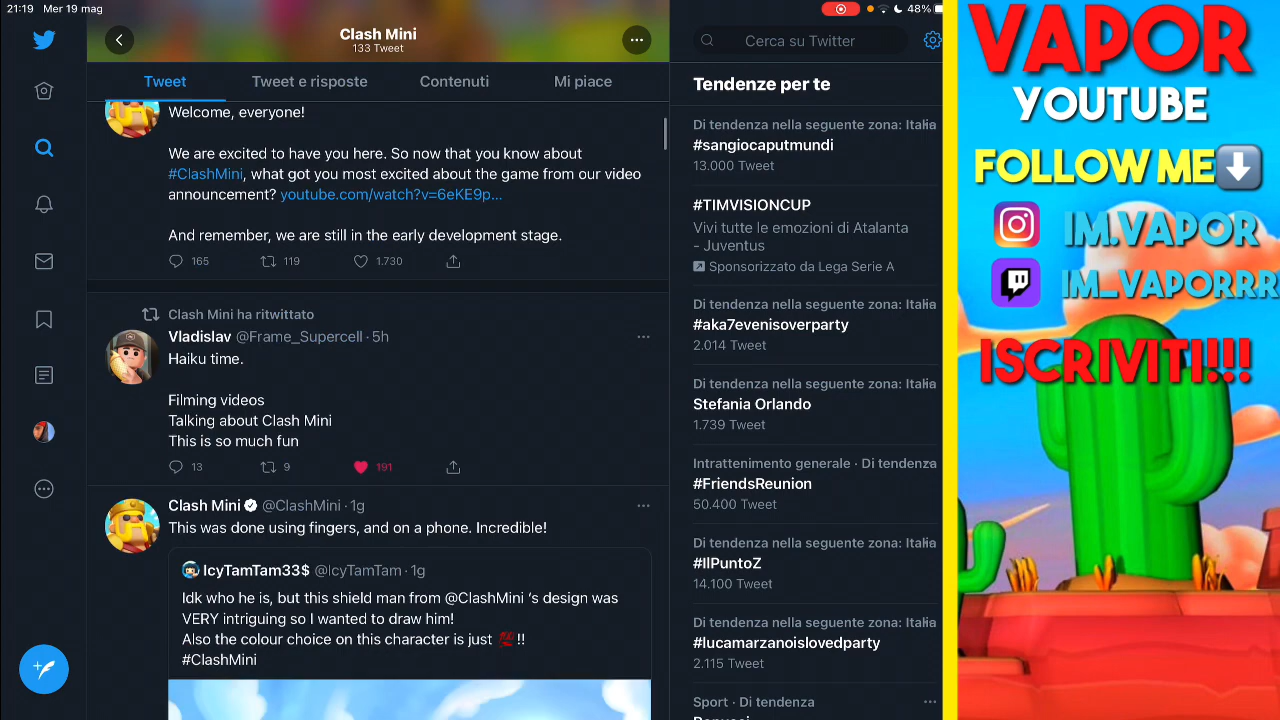 21:19 Mer 19 mag
48%
Clash Mini
133 Tweet
Tweet
Tweet e risposte
Contenuti
Mi piace
Welcome, everyone!
We are excited to have you here. So now that you know about
#ClashMini, what got you most excited about the game from our video
announcement? youtube.com/watch?v=6eKE9p...
And remember, we are still in the early development stage.
165 119 1.730
Clash Mini ha ritwittato
Vladislav @Frame_Supercell · 5h
Haiku time.
Filming videos
Talking about Clash Mini
This is so much fun
13 9 191
Clash Mini @ClashMini · 1g
This was done using fingers, and on a phone. Incredible!
IcyTamTam33$ @IcyTamTam · 1g
Idk who he is, but this shield man from @ClashMini 's design was
VERY intriguing so I wanted to draw him!
Also the colour choice on this character is just 💯!!
#ClashMini
Cerca su Twitter
Tendenze per te
Di tendenza nella seguente zona: Italia
#sangiocaputmundi
13.000 Tweet
#TIMVISIONCUP
Vivi tutte le emozioni di Atalanta
- Juventus
Sponsorizzato da Lega Serie A
Di tendenza nella seguente zona: Italia
#aka7evenisoverparty
2.014 Tweet
Di tendenza nella seguente zona: Italia
Stefania Orlando
1.739 Tweet
Intrattenimento generale · Di tendenza
#FriendsReunion
50.400 Tweet
Di tendenza nella seguente zona: Italia
#IlPuntoZ
14.100 Tweet
Di tendenza nella seguente zona: Italia
#lucamarzanoislovedparty
2.115 Tweet
Sport · Di tendenza
VAPOR
YOUTUBE
FOLLOW ME⬇️
IM.VAPOR
IM_VAPORRR
ISCRIVITI!!!